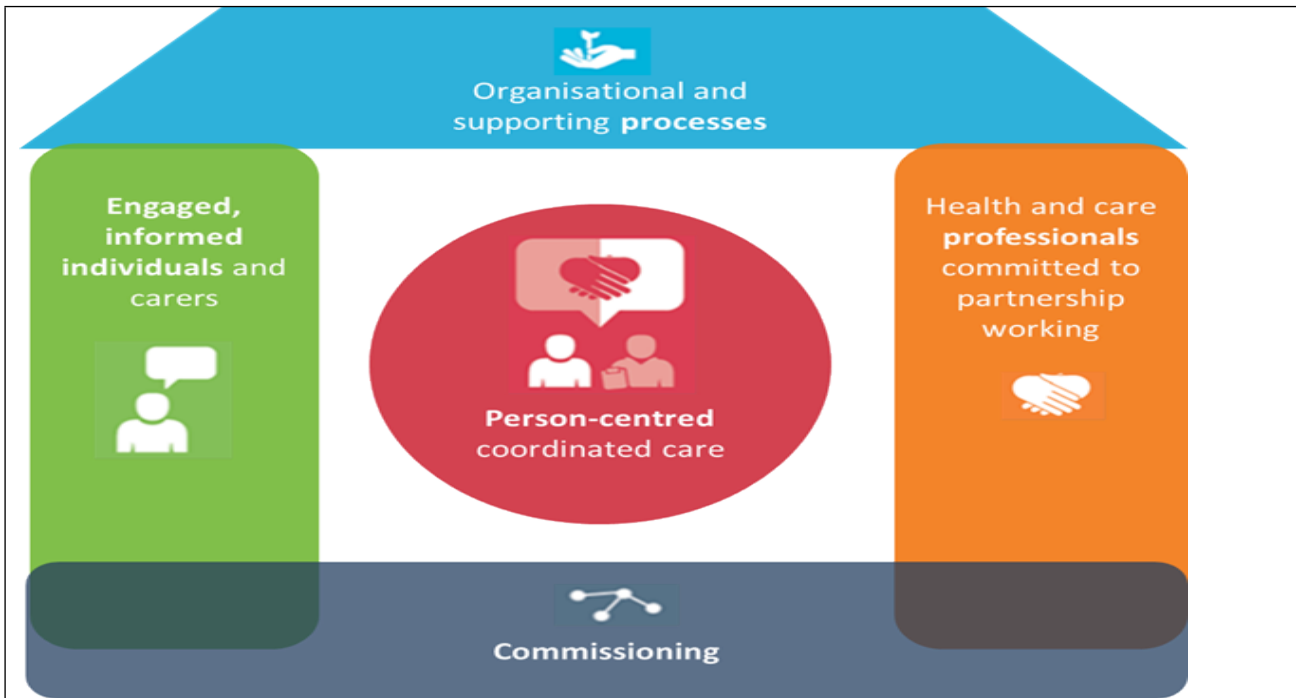 Organisational and
supporting processes
Engaged,
informed
individuals and
carers
Person-centred
coordinated care
Health and care
professionals
committed to
partnership
working
Commissioning